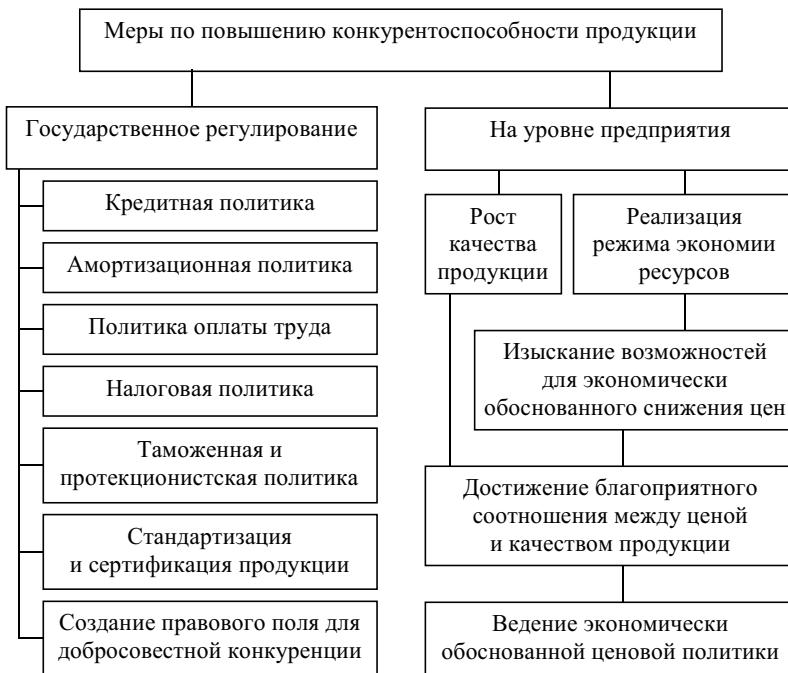 Меры по повышению конкурентоспособности продукции
Государственное регулирование
Кредитная политика
Амортизационная политика
Политика оплаты труда
Налоговая политика
Таможенная и
протекционистская политика
Стандартизация
и сертификация продукции
Создание правового поля для
добросовестной конкуренции
На уровне предприятия
Рост
качества
продукции
Реализация
режима экономии
ресурсов
Изыскание возможностей
для экономически
обоснованного снижения цен
Достижение благоприятного
соотношения между ценой
и качеством продукции
Ведение экономически
обоснованной ценовой политики